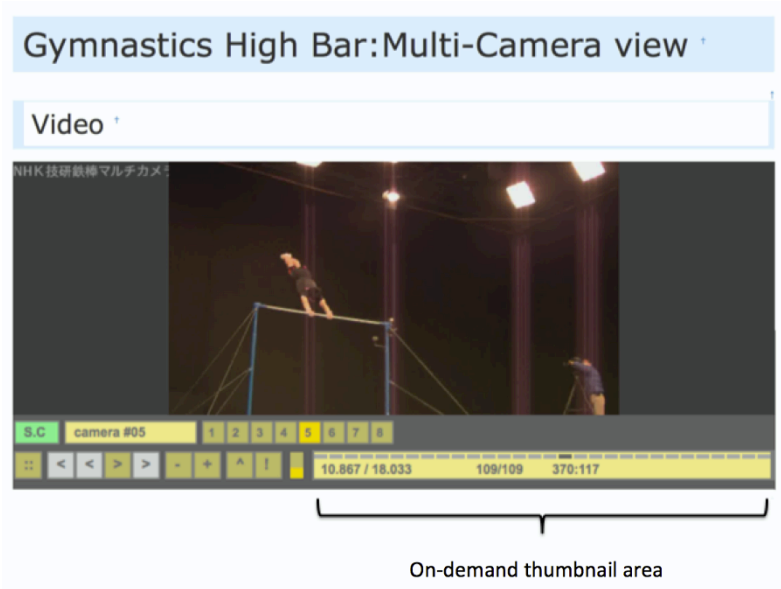 Gymnastics High Bar:Multi-Camera view †
†
Video †
NHK技研鉄棒マルチカメラ
S.C camera #05 1 2 3 4 5 6 7 8
:: < < > > - + ^ ! 10.867 / 18.033 109/109 370:117
On-demand thumbnail area